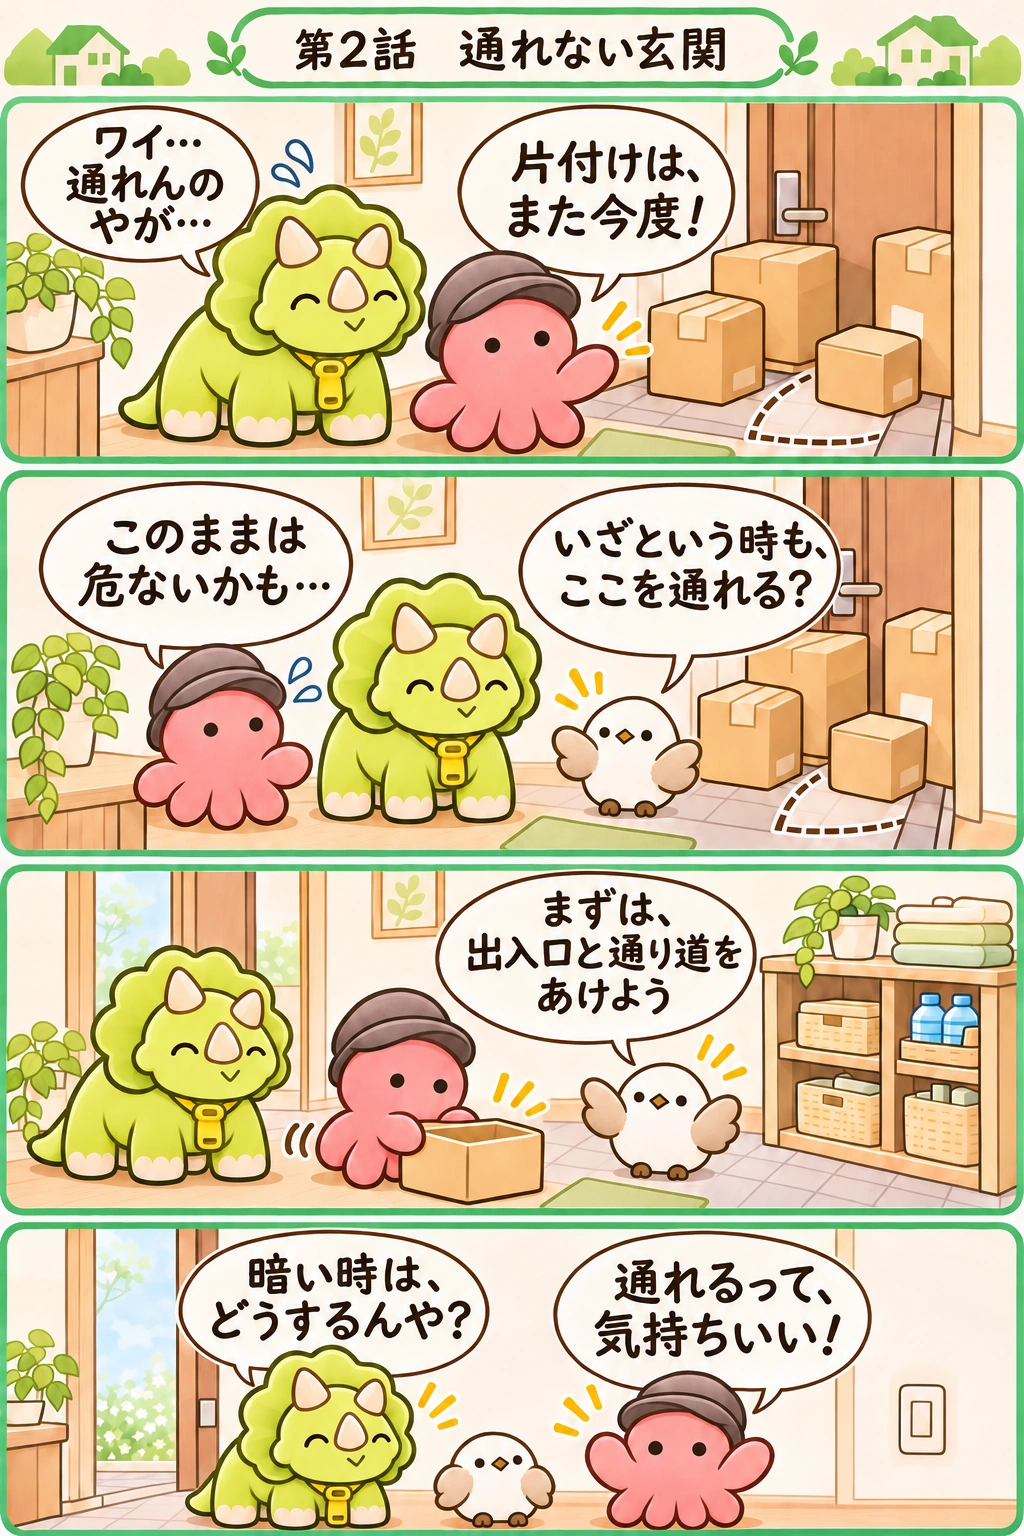 第2話　通れない玄関
ワイ…
通れんの
やが…
片付けは、
また今度！
このままは
危ないかも…
いざという時も、
ここを通れる？
まずは、
出入口と通り道を
あけよう
暗い時は、
どうするんや？
通れるって、
気持ちいい！